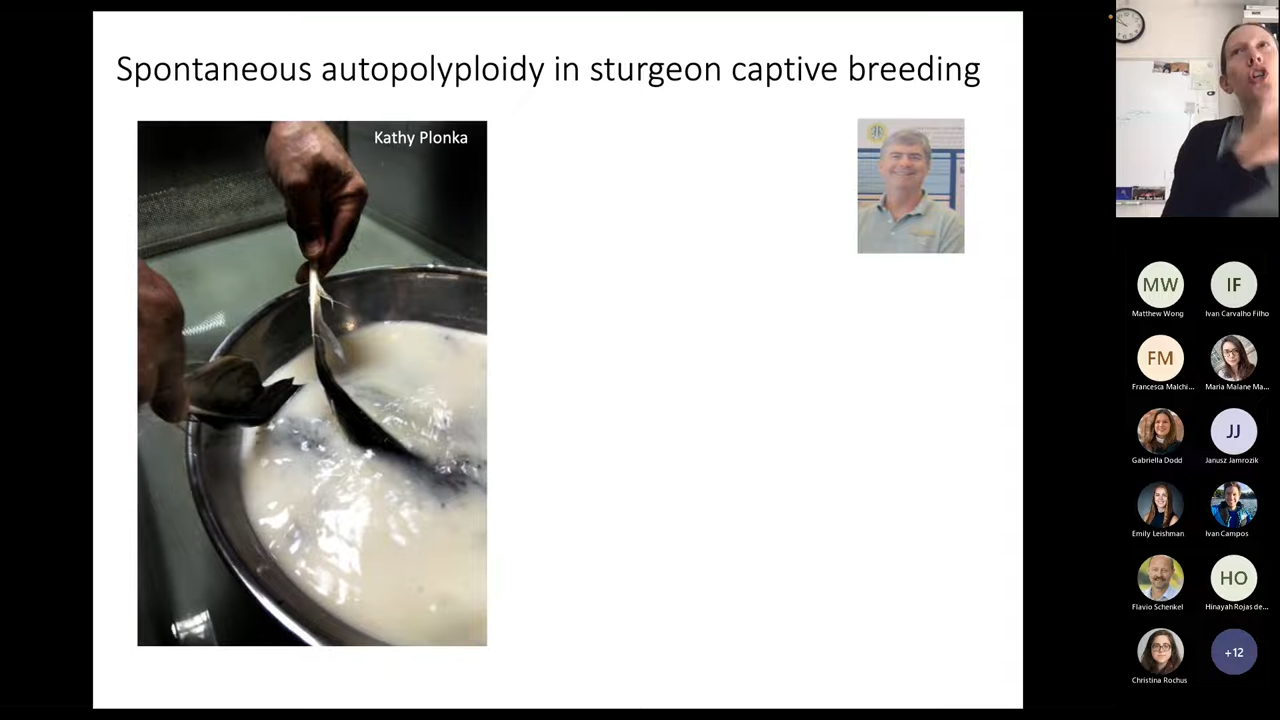 Spontaneous autopolyploidy in sturgeon captive breeding
Kathy Plonka
MW
IF
Matthew Wong
Ivan Carvalho Filho
FM
Francesca Malchi...
Maria Malane Ma...
JJ
Gabriella Dodd
Janusz Jamrozik
Emily Leishman
Ivan Campos
HO
Flavio Schenkel
Hinayah Rojas de...
+12
Christina Rochus